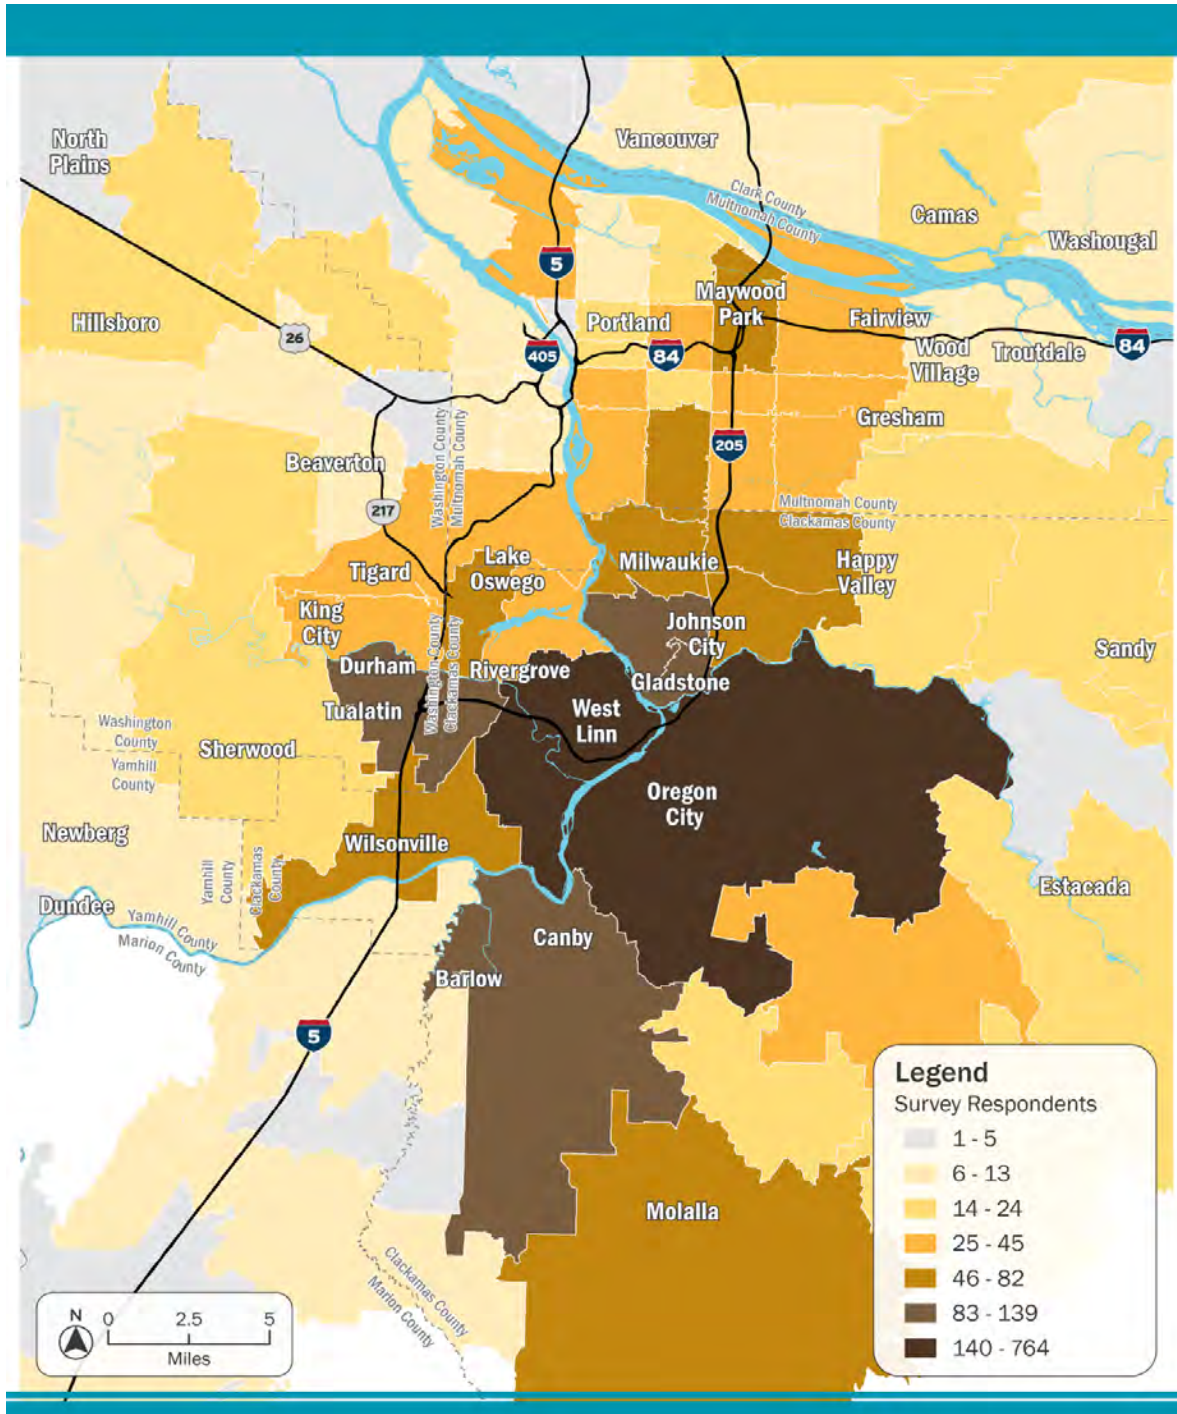 Vancouver
North
Plains
Clark County
Multnomah County
Camas
Washougal
5
Maywood
Park
Hillsboro
26
Portland
Fairview
405
84
Wood
Village
Troutdale
84
Gresham
205
Beaverton
Washington County
Multnomah County
217
Multnomah County
Clackamas County
Lake
Oswego
Milwaukie
Happy
Valley
Tigard
King
City
Johnson
City
Sandy
Durham
Washington County
Clackamas County
Rivergrove
Gladstone
Tualatin
West
Linn
Washington
County
Yamhill
County
Sherwood
Oregon
City
Newberg
Wilsonville
Yamhill
County
Clackamas
County
Estacada
Dundee
Yamhill County
Marion County
Canby
Barlow
5
Molalla
Clackamas County
Marion County
Legend
Survey Respondents
1 - 5
6 - 13
14 - 24
25 - 45
46 - 82
83 - 139
140 - 764
N
0 2.5 5
Miles